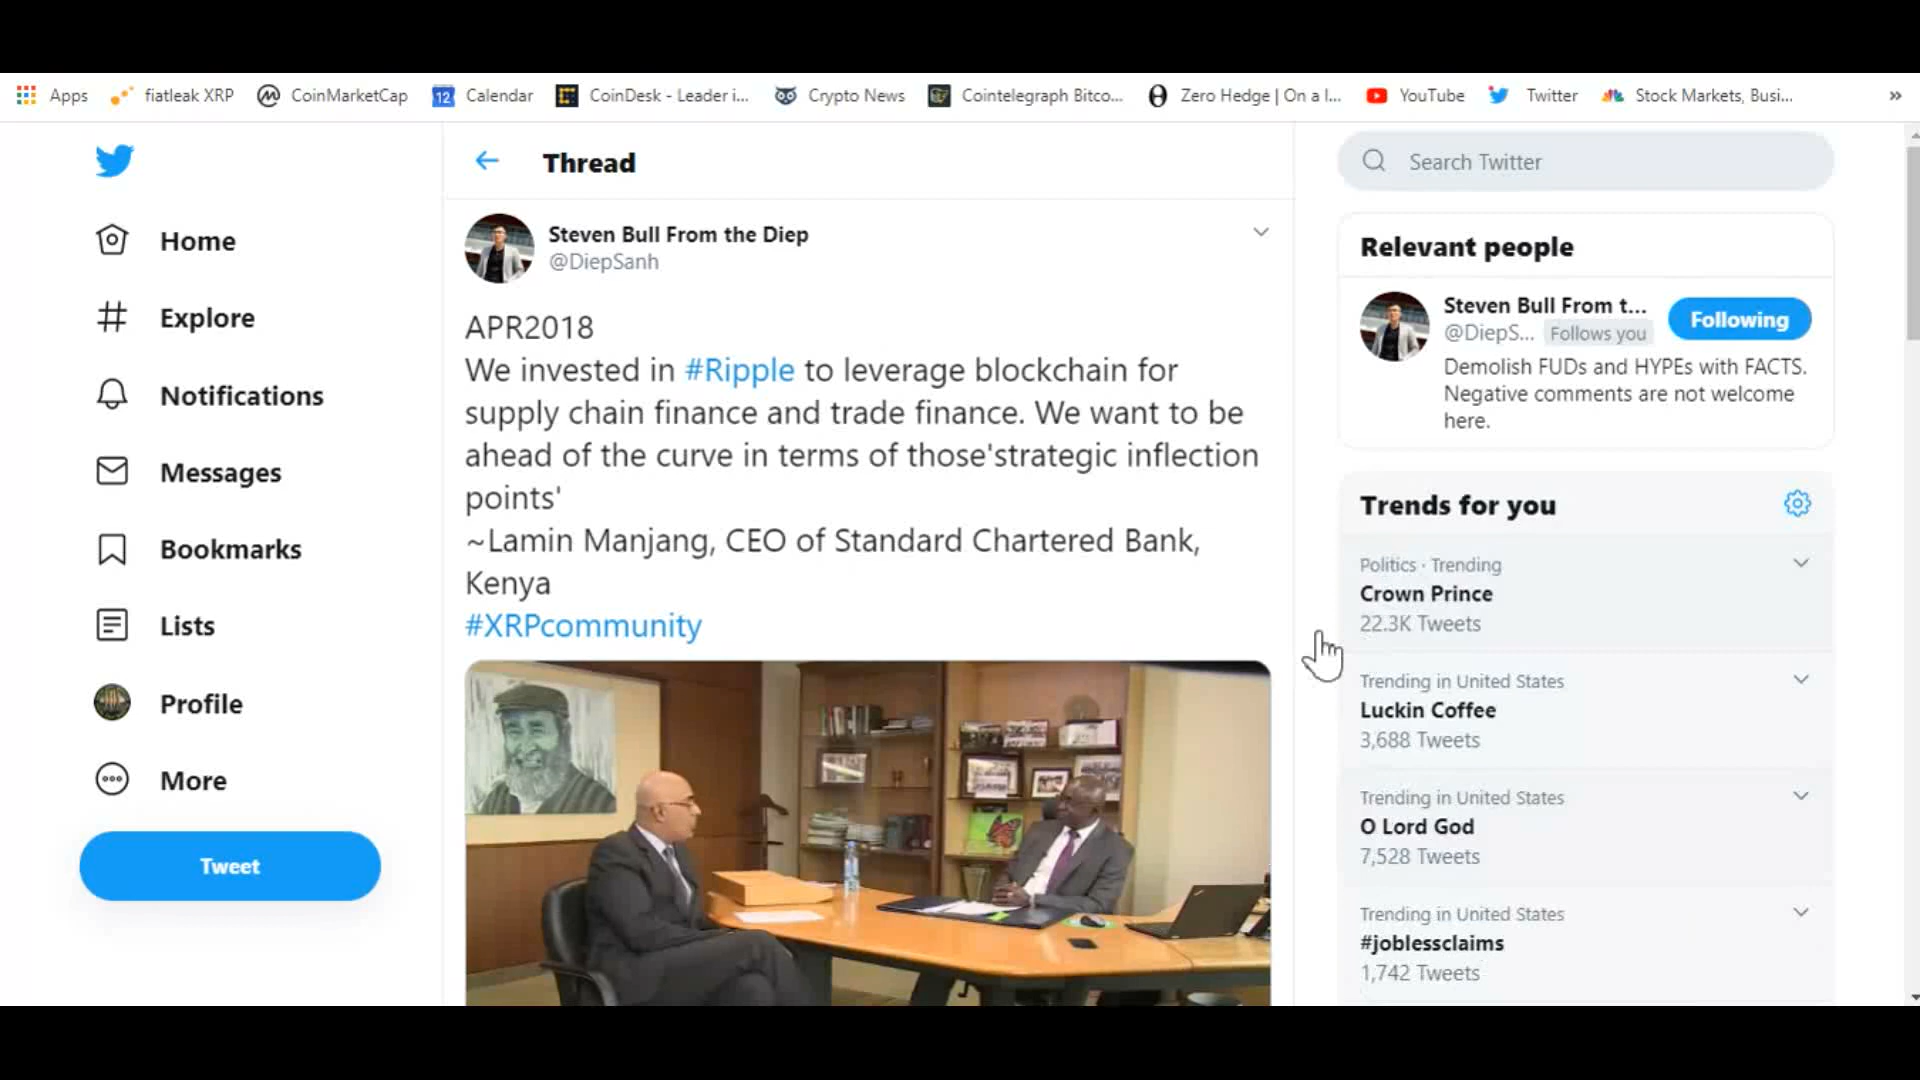 Apps fiatleak XRP CoinMarketCap 12 Calendar CoinDesk - Leader i... Crypto News Cointelegraph Bitco... Zero Hedge | On a l... YouTube Twitter Stock Markets, Busi... »
Home
Explore
Notifications
Messages
Bookmarks
Lists
Profile
More
Tweet
Thread
Steven Bull From the Diep
@DiepSanh
APR2018
We invested in #Ripple to leverage blockchain for
supply chain finance and trade finance. We want to be
ahead of the curve in terms of those'strategic inflection
points'
~Lamin Manjang, CEO of Standard Chartered Bank,
Kenya
#XRPcommunity
Search Twitter
Relevant people
Steven Bull From t...
@DiepS... Follows you
Following
Demolish FUDs and HYPEs with FACTS.
Negative comments are not welcome
here.
Trends for you
Politics · Trending
Crown Prince
22.3K Tweets
Trending in United States
Luckin Coffee
3,688 Tweets
Trending in United States
O Lord God
7,528 Tweets
Trending in United States
#joblessclaims
1,742 Tweets